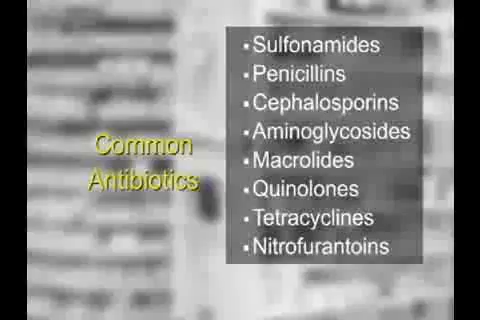 Common
Antibiotics
▪Sulfonamides
▪Penicillins
▪Cephalosporins
▪Aminoglycosides
▪Macrolides
▪Quinolones
▪Tetracyclines
▪Nitrofurantoins